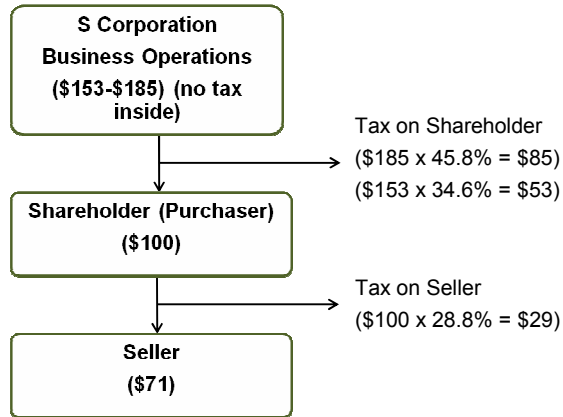 S Corporation
Business Operations
($153-$185) (no tax
inside)
Tax on Shareholder
($185 x 45.8% = $85)
($153 x 34.6% = $53)
Shareholder (Purchaser)
($100)
Tax on Seller
($100 x 28.8% = $29)
Seller
($71)